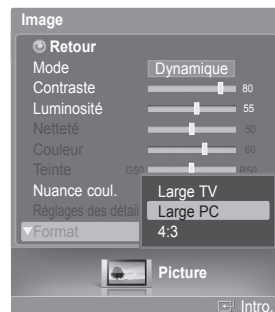 Image
Retour
Mode Dynamique
Contraste 80
Luminosité 55
Netteté 50
Couleur 60
Teinte G50 R50
Nuance coul. Large TV
Réglages des détail Large PC
Format 4:3
Picture
Intro.